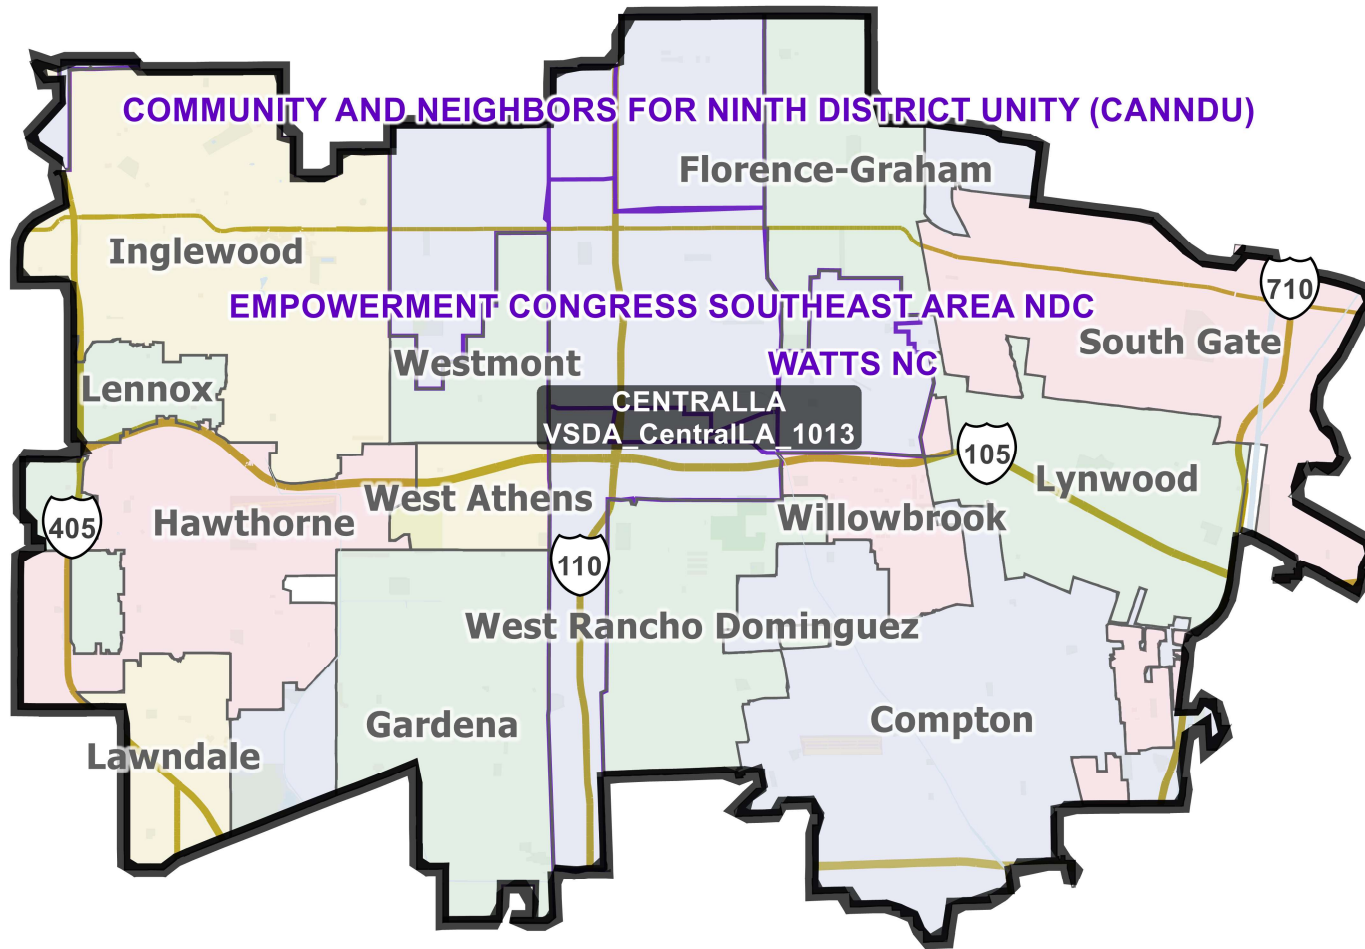 COMMUNITY AND NEIGHBORS FOR NINTH DISTRICT UNITY (CANNDU)
Florence-Graham
Inglewood
710
EMPOWERMENT CONGRESS SOUTHEAST AREA NDC
South Gate
Westmont
WATTS NC
Lennox
CENTRALLA
VSDA_CentralLA_1013
105
Lynwood
West Athens
Willowbrook
Hawthorne
405
110
West Rancho Dominguez
Compton
Gardena
Lawndale